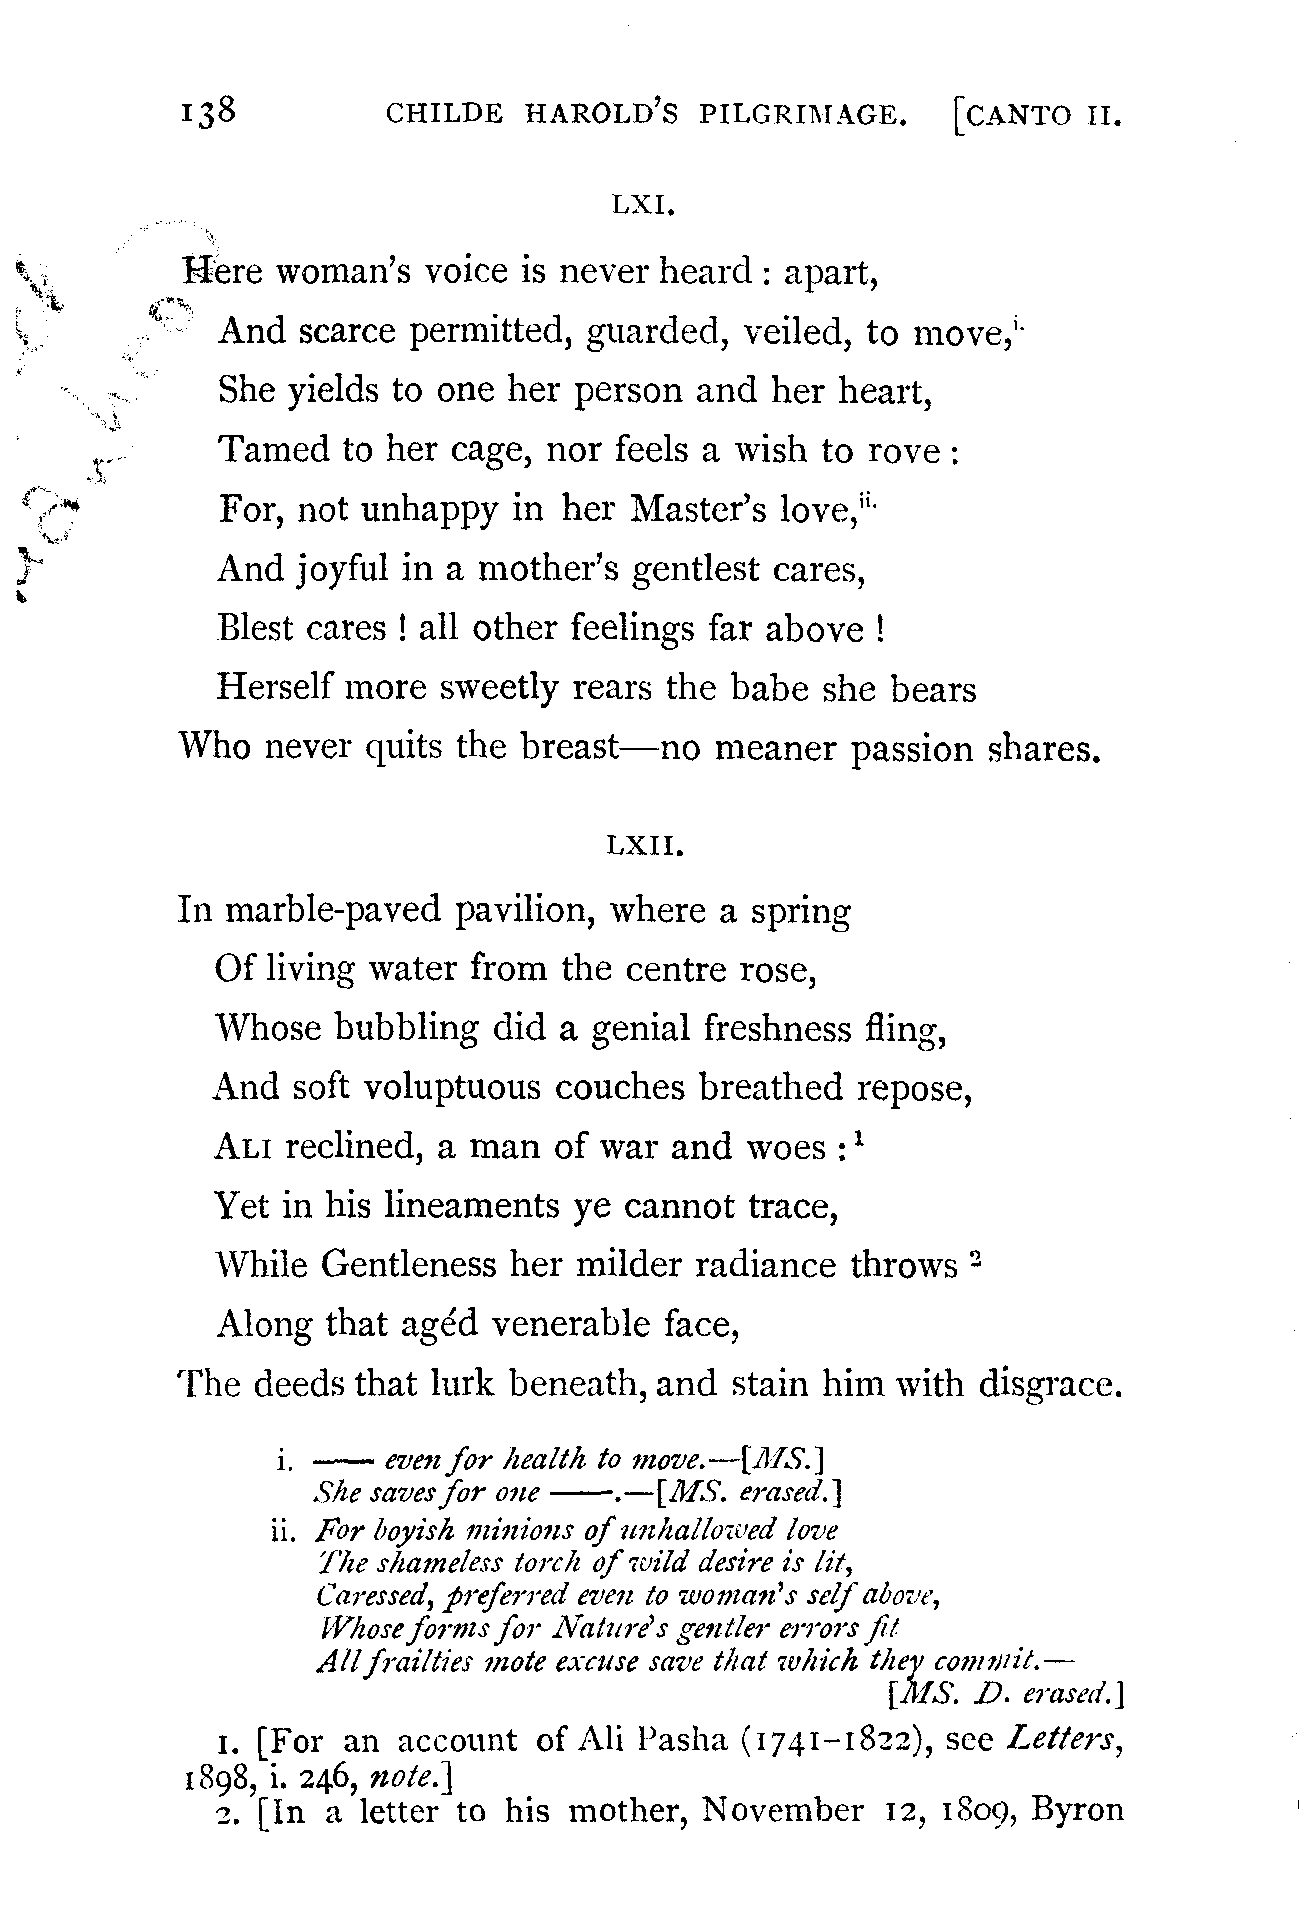 138 CHILDE HAROLD'S PILGRIMAGE. [CANTO II.
LXI.
Here woman's voice is never heard : apart,
And scarce permitted, guarded, veiled, to move,i.
She yields to one her person and her heart,
Tamed to her cage, nor feels a wish to rove :
For, not unhappy in her Master's love,ii.
And joyful in a mother's gentlest cares,
Blest cares ! all other feelings far above !
Herself more sweetly rears the babe she bears
Who never quits the breast—no meaner passion shares.
LXII.
In marble-paved pavilion, where a spring
Of living water from the centre rose,
Whose bubbling did a genial freshness fling,
And soft voluptuous couches breathed repose,
ALI reclined, a man of war and woes :1
Yet in his lineaments ye cannot trace,
While Gentleness her milder radiance throws 2
Along that agéd venerable face,
The deeds that lurk beneath, and stain him with disgrace.
i. —— even for health to move.—[MS.]
She saves for one ——.—[MS. erased.]
ii. For boyish minions of unhallowed love
The shameless torch of wild desire is lit,
Caressed, preferred even to woman's self above,
Whose forms for Nature's gentler errors fit
All frailties mote excuse save that which they commit.—
[MS. D. erased.]
1. [For an account of Ali Pasha (1741–1822), see Letters,
1898, i. 246, note.]
2. [In a letter to his mother, November 12, 1809, Byron